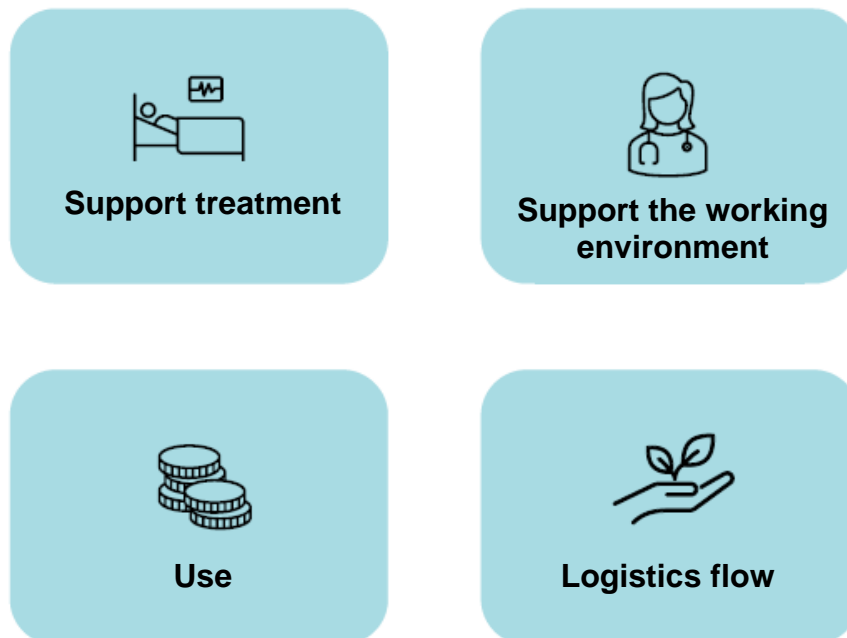 Support treatment
Support the working
environment
Use
Logistics flow